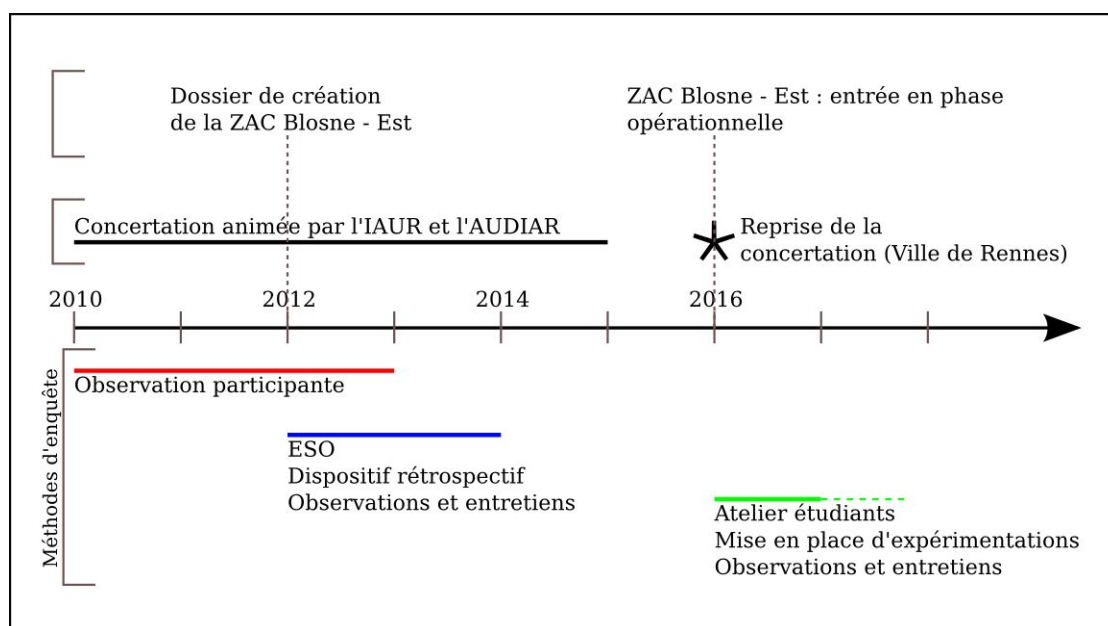 Dossier de création
de la ZAC Blosne - Est
ZAC Blosne - Est : entrée en phase
opérationnelle
Concertation animée par l'IAUR et l'AUDIAR
Reprise de la
concertation (Ville de Rennes)
2010
2012
2014
2016
Méthodes d'enquête
Observation participante
ESO
Dispositif rétrospectif
Observations et entretiens
Atelier étudiants
Mise en place d'expérimentations
Observations et entretiens